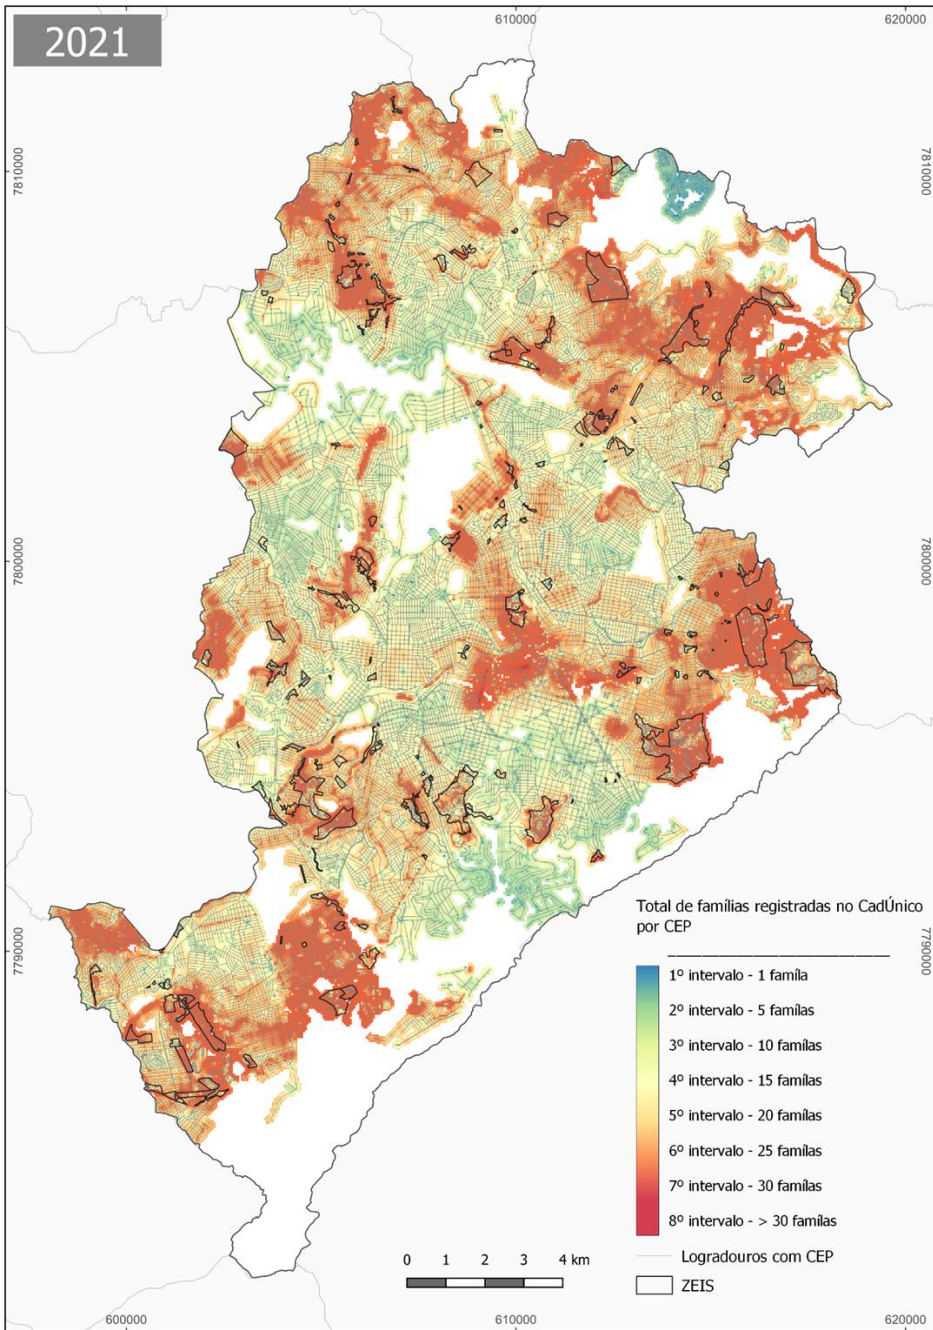 610000 620000
2021
7810000 7810000
7800000 7800000
Total de famílias registradas no CadÚnico
por CEP
7790000 7790000
1º intervalo - 1 famíla
2º intervalo - 5 famílas
3º intervalo - 10 famílas
4º intervalo - 15 famílas
5º intervalo - 20 famílas
6º intervalo - 25 famílas
7º intervalo - 30 famílas
8º intervalo - > 30 famílas
Logradouros com CEP
0 1 2 3 4 km
ZEIS
600000 610000 620000